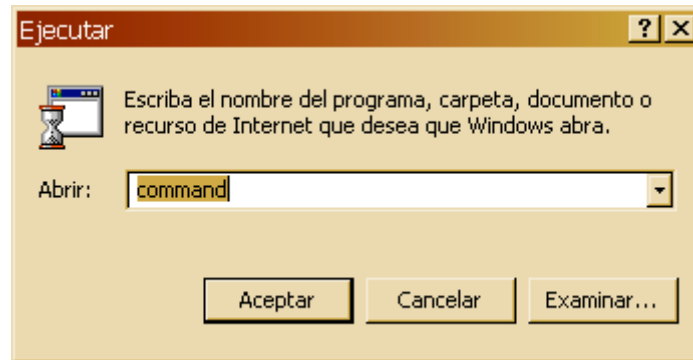 Ejecutar
Escriba el nombre del programa, carpeta, documento o
recurso de Internet que desea que Windows abra.
Abrir: command
Aceptar Cancelar Examinar...